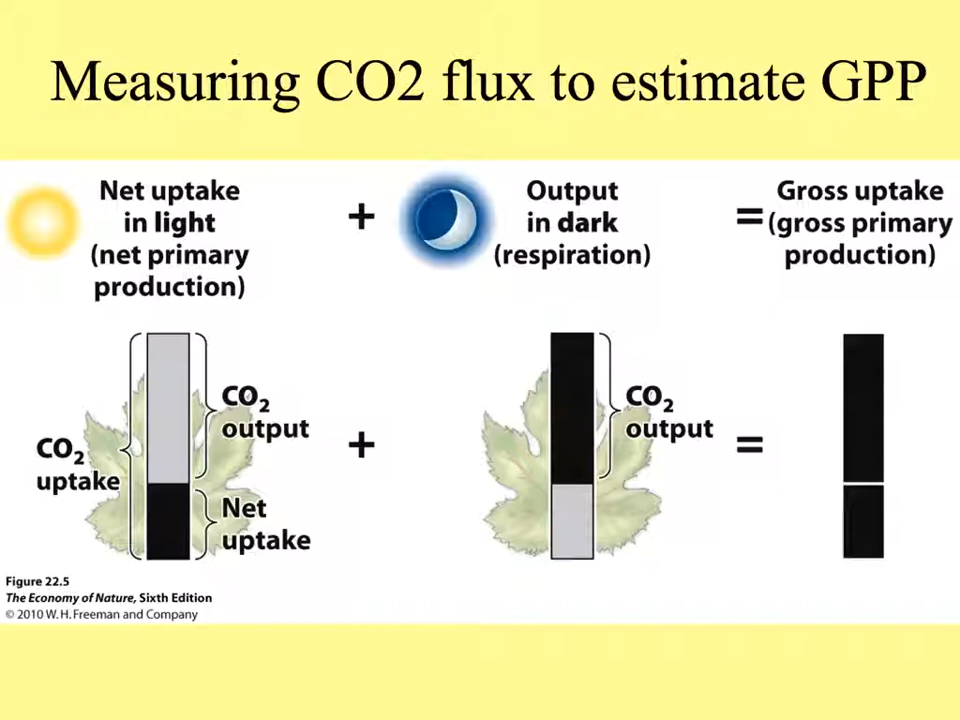 Measuring CO2 flux to estimate GPP
Net uptake
in light
(net primary
production)
+
Output
in dark
(respiration)
=
Gross uptake
(gross primary
production)
CO₂
uptake
CO₂
output
Net
uptake
+
CO₂
output
=
Figure 22.5
The Economy of Nature, Sixth Edition
© 2010 W. H. Freeman and Company